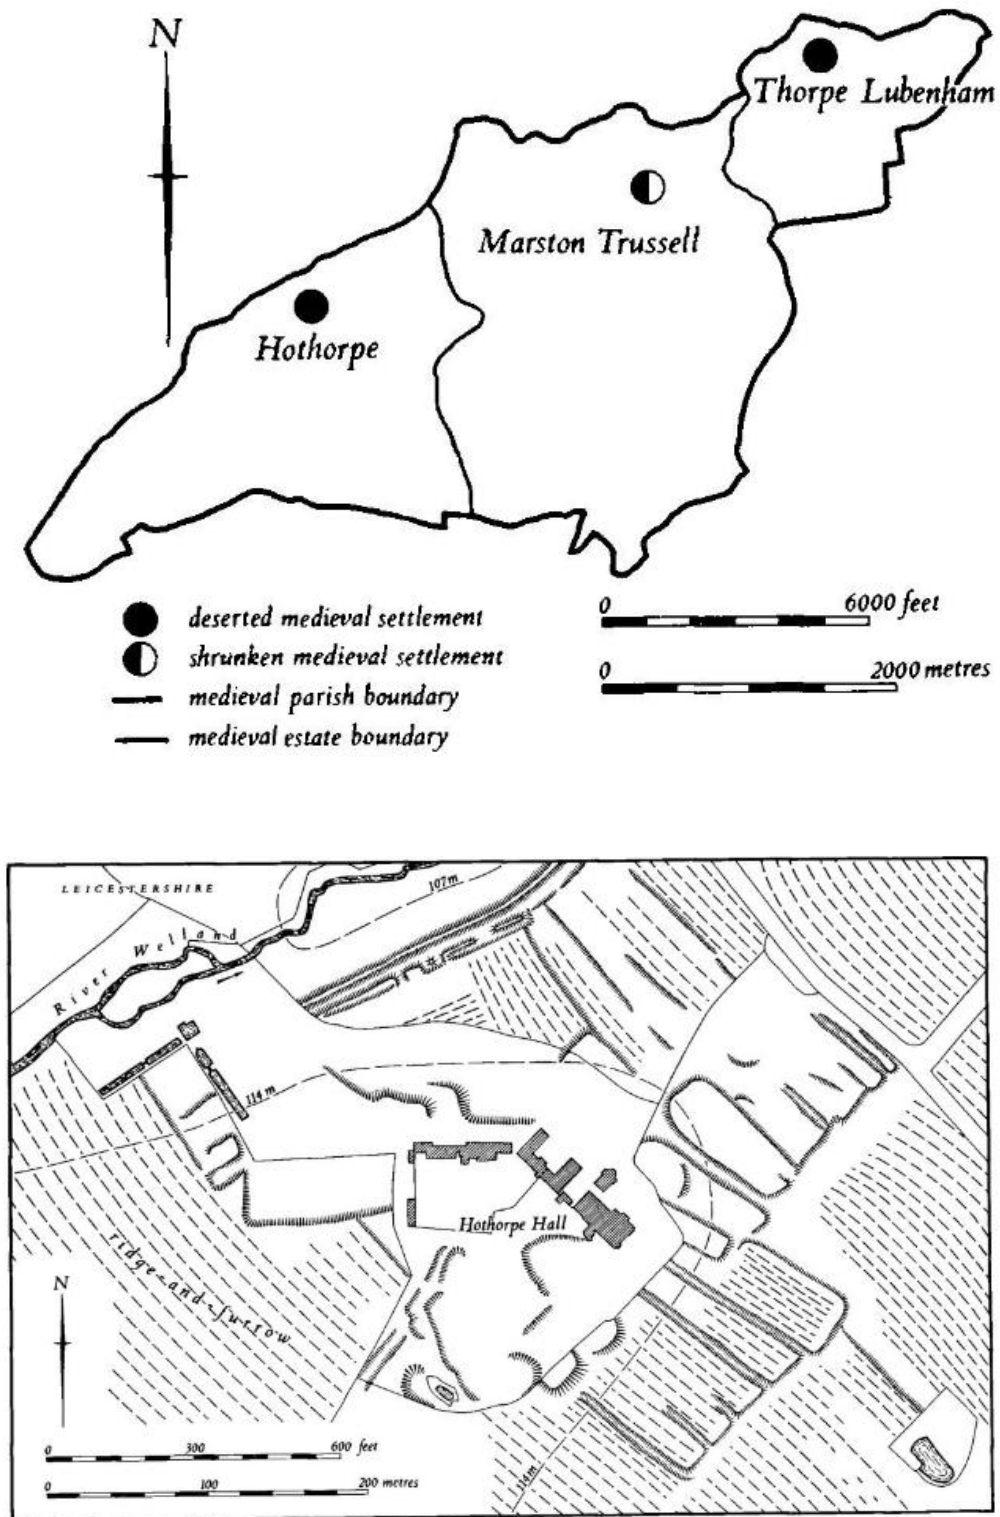 N
Thorpe Lubenham
Marston Trussell
Hothorpe
deserted medieval settlement
shrunken medieval settlement
medieval parish boundary
medieval estate boundary
0 6000 feet
0 2000 metres
LEICESTERSHIRE
River Welland
107m
114 m
Hothorpe Hall
ridge-and-furrow
N
114m
0 300 600 feet
0 100 200 metres